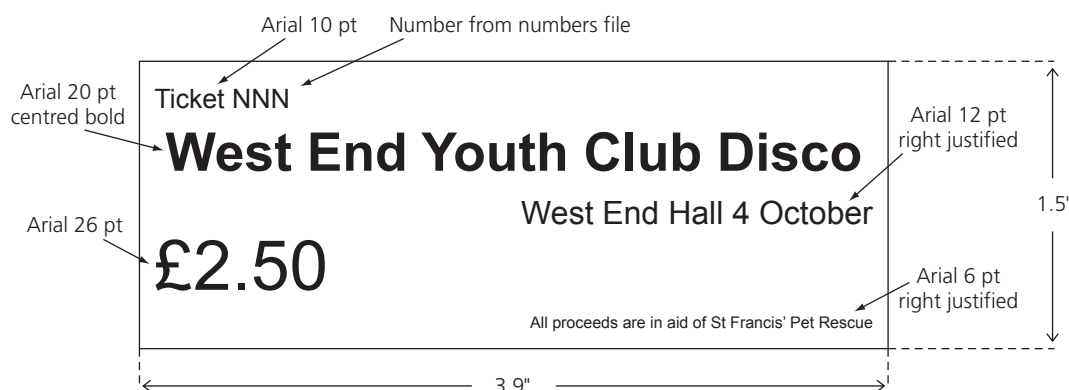 Arial 10 pt Number from numbers file
Arial 20 pt
centred bold
Ticket NNN
Arial 12 pt
right justified
West End Youth Club Disco
West End Hall 4 October
1.5'
Arial 26 pt
£2.50
Arial 6 pt
right justified
All proceeds are in aid of St Francis' Pet Rescue
3.9"